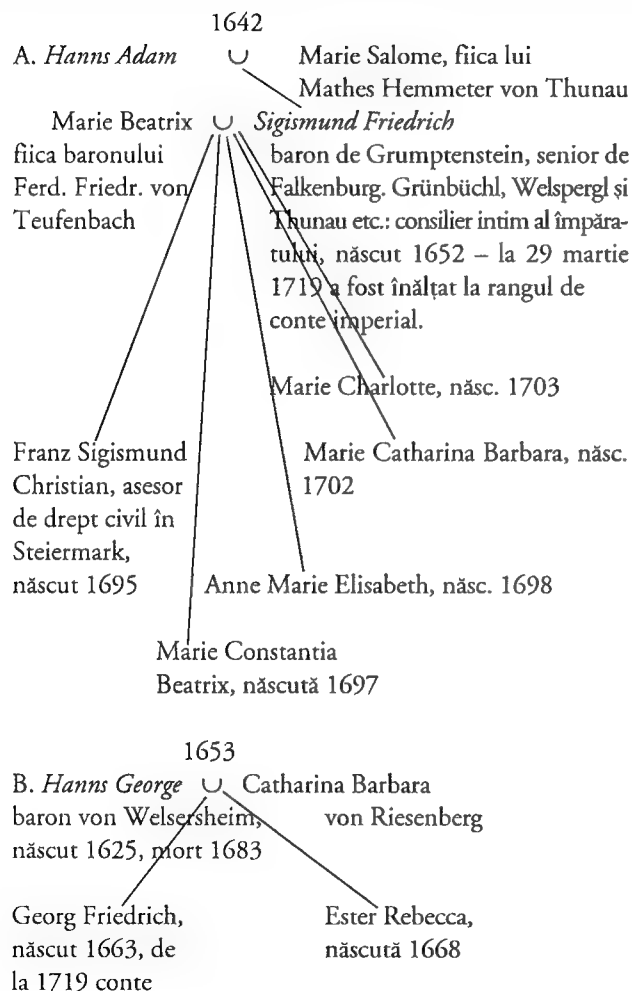 1642
A. Hanns Adam ∪ Marie Salome, fiica lui
Mathes Hemmeter von Thunau
Marie Beatrix ∪ Sigismund Friedrich
fiica baronului
Ferd. Friedr. von
Teufenbach
baron de Grumptenstein, senior de
Falkenburg. Grünbüchl, Welspergl și
Thunau etc.: consilier intim al împăra-
tului, născut 1652 – la 29 martie
1719 a fost înălțat la rangul de
conte imperial.
Marie Charlotte, născ. 1703
Franz Sigismund
Christian, asesor
de drept civil în
Steiermark,
născut 1695
Marie Catharina Barbara, născ.
1702
Anne Marie Elisabeth, născ. 1698
Marie Constantia
Beatrix, născută 1697
1653
B. Hanns George ∪ Catharina Barbara
baron von Welsersheim, von Riesenberg
născut 1625, mort 1683
Georg Friedrich,
născut 1663, de
la 1719 conte
Ester Rebecca,
născută 1668